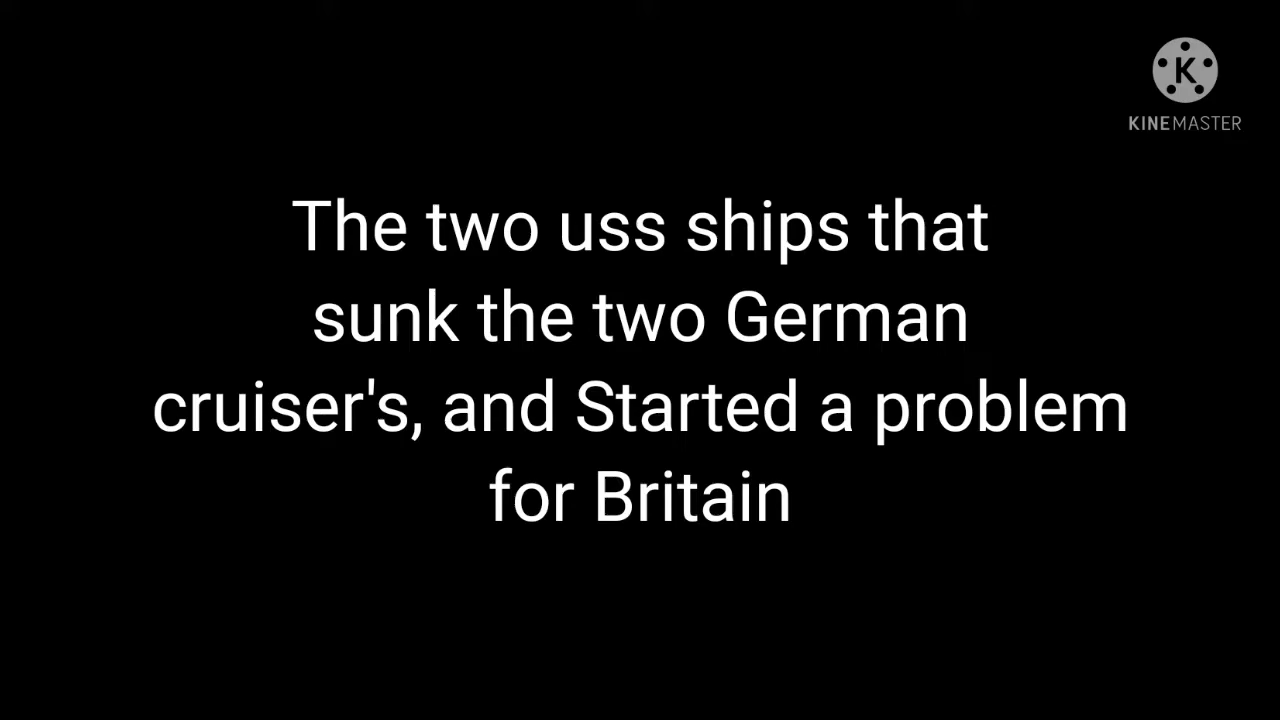 K
KINEMASTER
The two uss ships that
sunk the two German
cruiser's, and Started a problem
for Britain